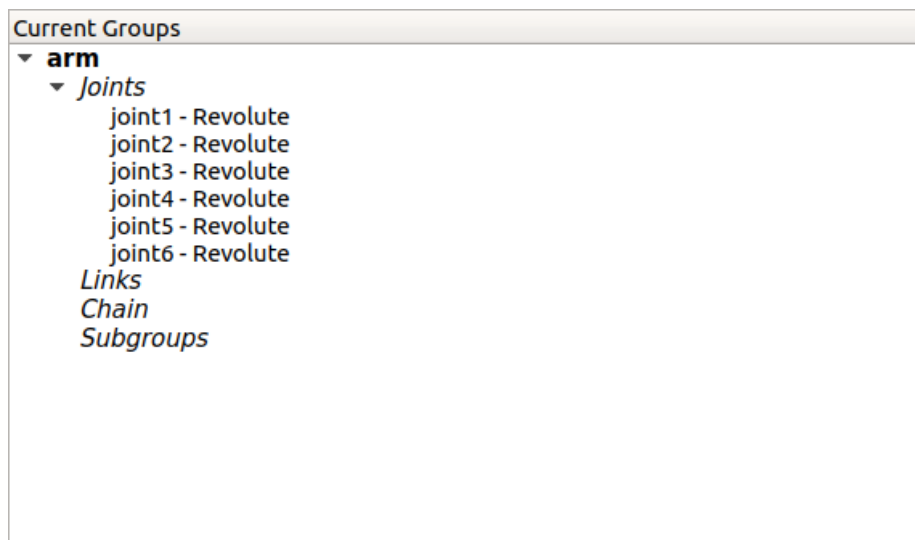 Current Groups
arm
Joints
joint1 - Revolute
joint2 - Revolute
joint3 - Revolute
joint4 - Revolute
joint5 - Revolute
joint6 - Revolute
Links
Chain
Subgroups